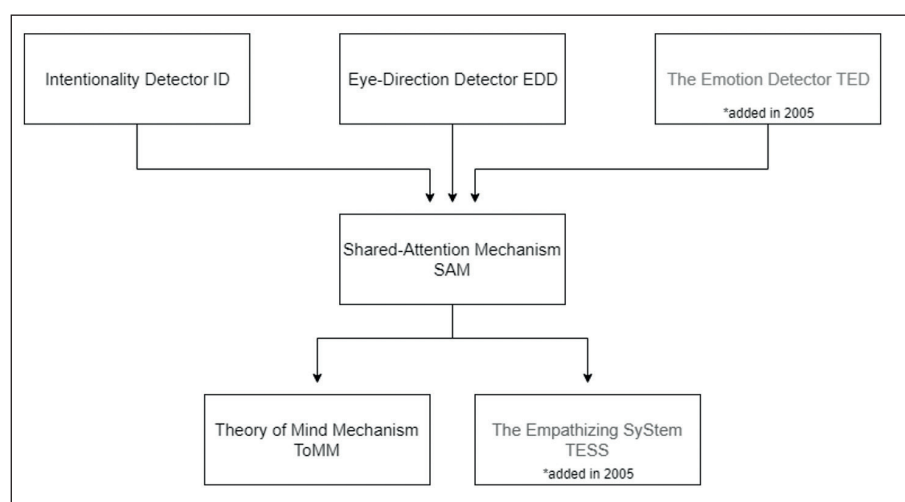 Intentionality Detector ID
Eye-Direction Detector EDD
The Emotion Detector TED
*added in 2005
Shared-Attention Mechanism
SAM
Theory of Mind Mechanism
ToMM
The Empathizing SyStem
TESS
*added in 2005